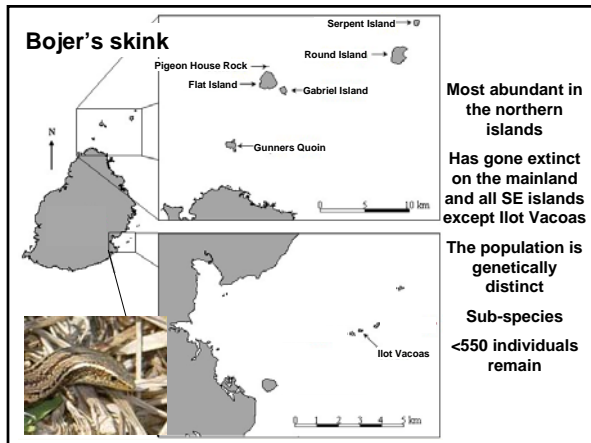 Bojer's skink
Serpent Island
Round Island
Pigeon House Rock
Flat Island
Gabriel Island
N
Gunners Quoin
0 5 10 km
Most abundant in
the northern
islands
Has gone extinct
on the mainland
and all SE islands
except Ilot Vacoas
The population is
genetically
distinct
Sub-species
<550 individuals
remain
Ilot Vacoas
0 1 2 3 4 5
km